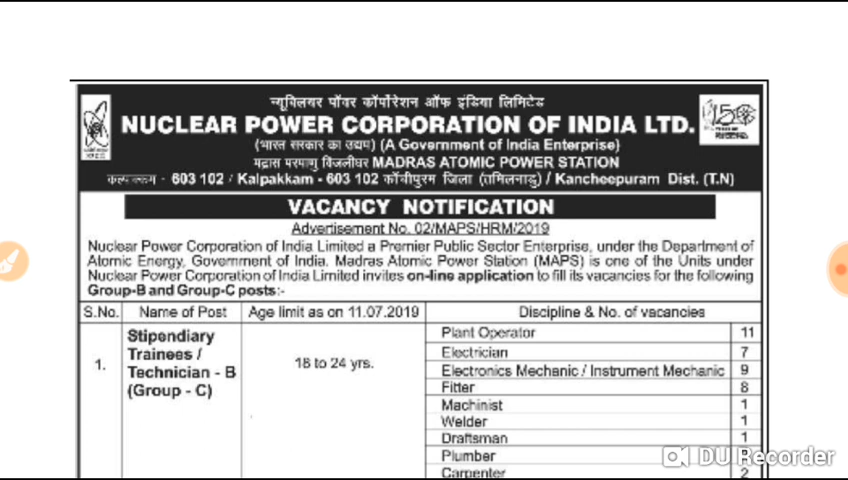 न्यूक्लियर पॉवर कॉर्पोरेशन ऑफ इंडिया लिमिटेड
NUCLEAR POWER CORPORATION OF INDIA LTD.
(भारत सरकार का उद्यम) (A Government of India Enterprise)
मद्रास परमाणु बिजलीघर MADRAS ATOMIC POWER STATION
कल्पाक्कम - 603 102 / Kalpakkam - 603 102 काँचीपुरम जिला (तमिलनाडु) / Kancheepuram Dist. (T.N)
VACANCY NOTIFICATION
Advertisement No. 02/MAPS/HRM/2019
Nuclear Power Corporation of India Limited a Premier Public Sector Enterprise, under the Department of
Atomic Energy, Government of India. Madras Atomic Power Station (MAPS) is one of the Units under
Nuclear Power Corporation of India Limited invites on-line application to fill its vacancies for the following
Group-B and Group-C posts:-
S.No. Name of Post Age limit as on 11.07.2019 Discipline & No. of vacancies
1. Stipendiary Trainees / Technician - B (Group - C) 18 to 24 yrs.
Plant Operator 11
Electrician 7
Electronics Mechanic / Instrument Mechanic 9
Fitter 8
Machinist 1
Welder 1
Draftsman 1
Plumber
Carpenter 2
DU Recorder